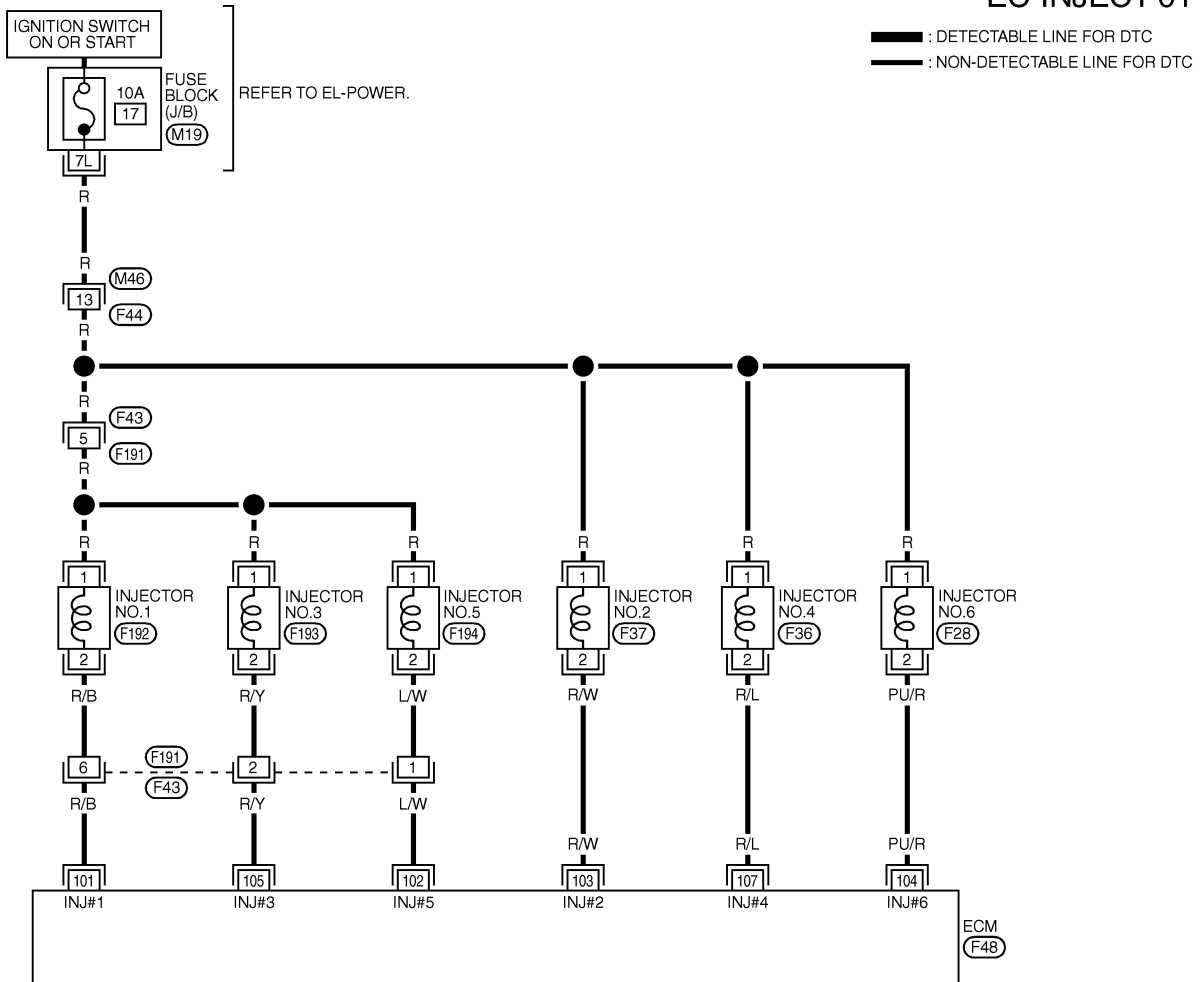 EC-INJECT-01
: DETECTABLE LINE FOR DTC
: NON-DETECTABLE LINE FOR DTC
IGNITION SWITCH
ON OR START
10A
17
FUSE
BLOCK
(J/B)
M19
REFER TO EL-POWER.
7L
R
R
M46
13
F44
R
R
F43
5
F191
R
R R R R R R
1 1 1 1 1 1
INJECTOR
NO.1
F192
INJECTOR
NO.3
F193
INJECTOR
NO.5
F194
INJECTOR
NO.2
F37
INJECTOR
NO.4
F36
INJECTOR
NO.6
F28
2 2 2 2 2 2
R/B R/Y L/W R/W R/L PU/R
F191
6 2 1
F43
R/B R/Y L/W
R/W R/L PU/R
101 105 102 103 107 104
INJ#1 INJ#3 INJ#5 INJ#2 INJ#4 INJ#6
ECM
F48